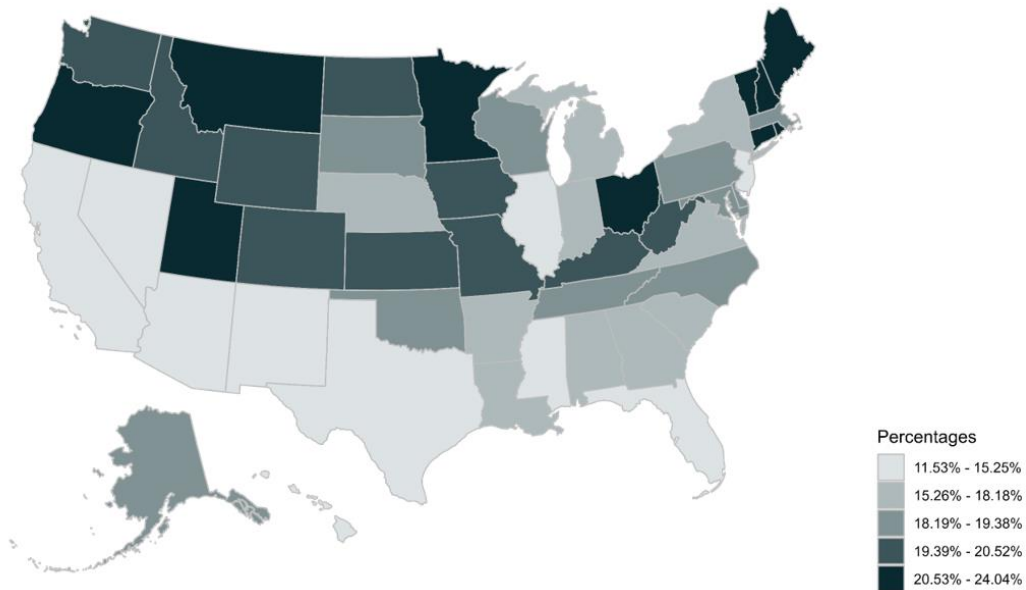 Percentages
11.53% - 15.25%
15.26% - 18.18%
18.19% - 19.38%
19.39% - 20.52%
20.53% - 24.04%